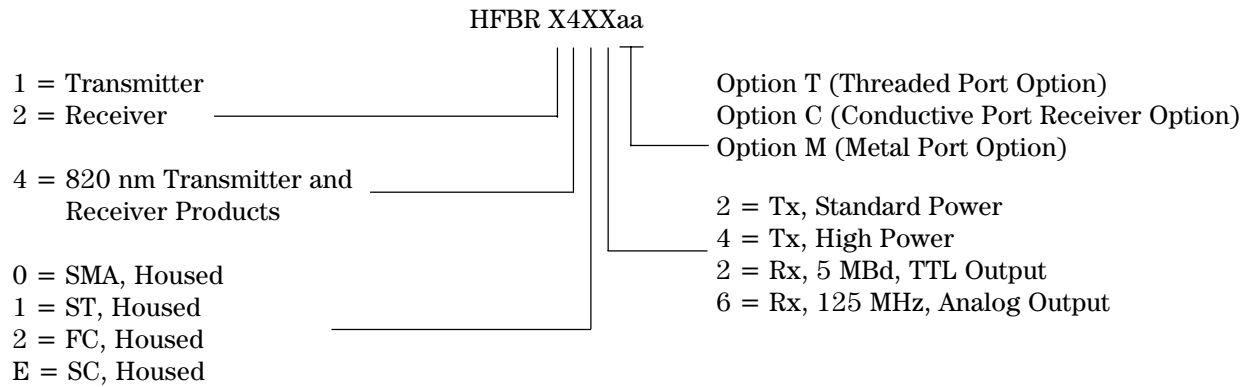 HFBR X4XXaa
1 = Transmitter
2 = Receiver
4 = 820 nm Transmitter and
Receiver Products
0 = SMA, Housed
1 = ST, Housed
2 = FC, Housed
E = SC, Housed
Option T (Threaded Port Option)
Option C (Conductive Port Receiver Option)
Option M (Metal Port Option)
2 = Tx, Standard Power
4 = Tx, High Power
2 = Rx, 5 MBd, TTL Output
6 = Rx, 125 MHz, Analog Output